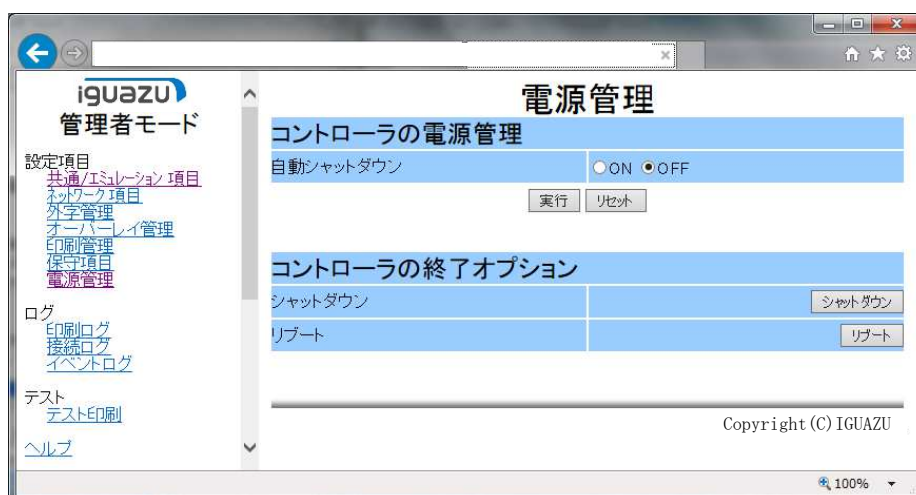 iguazu
管理者モード
設定項目
共通/エミュレーション項目
ネットワーク項目
外字管理
オーバーレイ管理
印刷管理
保守項目
電源管理
ログ
印刷ログ
接続ログ
イベントログ
テスト
テスト印刷
ヘルプ
電源管理
コントローラの電源管理
自動シャットダウン ON OFF
実行 リセット
コントローラの終了オプション
シャットダウン シャットダウン
リブート リブート
Copyright(C)IGUAZU
100%